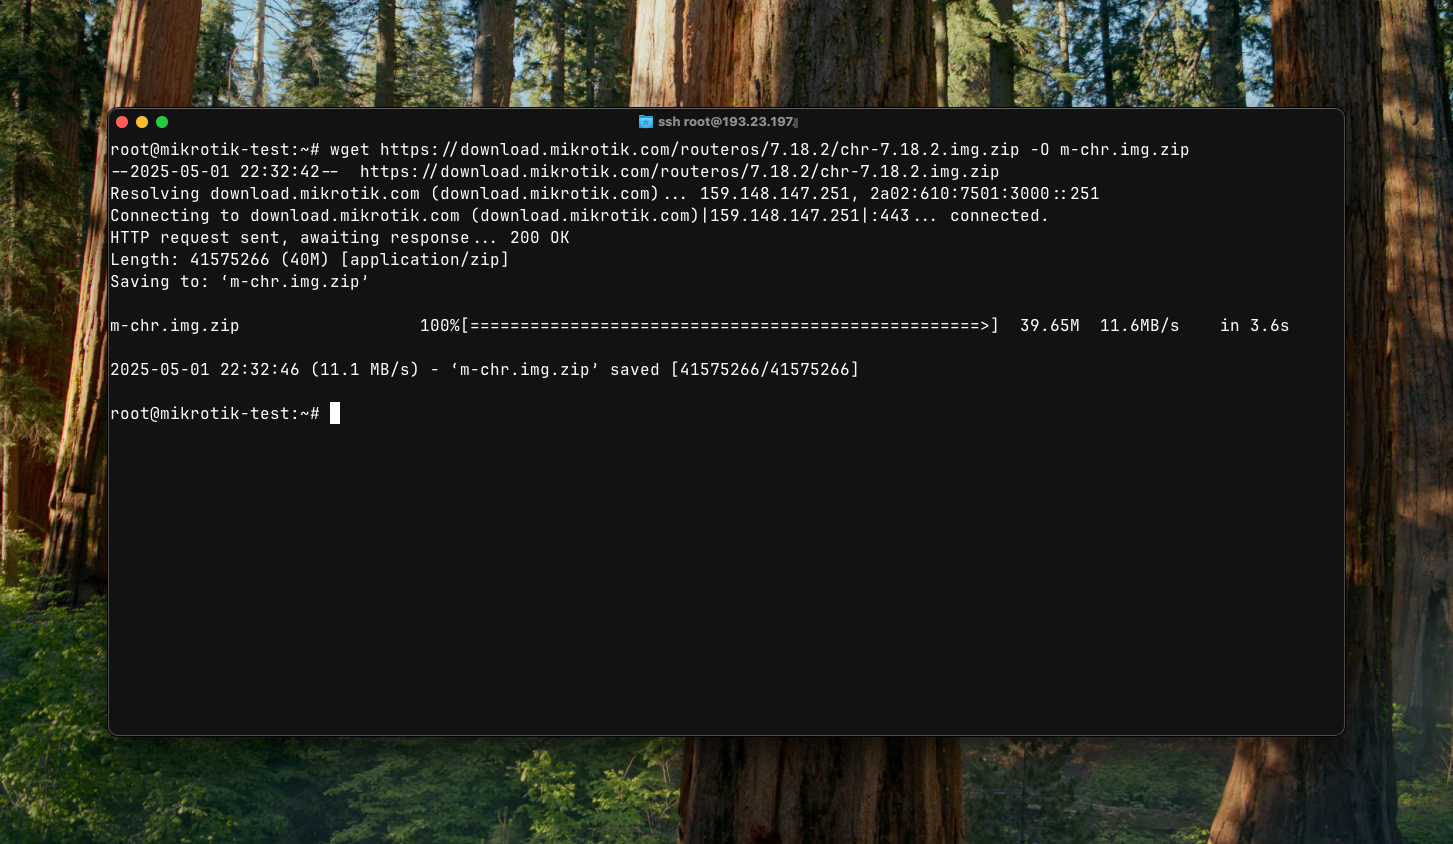 ssh root@193.23.197
root@mikrotik-test:~# wget https://download.mikrotik.com/routeros/7.18.2/chr-7.18.2.img.zip -O m-chr.img.zip
--2025-05-01 22:32:42--  https://download.mikrotik.com/routeros/7.18.2/chr-7.18.2.img.zip
Resolving download.mikrotik.com (download.mikrotik.com)... 159.148.147.251, 2a02:610:7501:3000::251
Connecting to download.mikrotik.com (download.mikrotik.com)|159.148.147.251|:443... connected.
HTTP request sent, awaiting response... 200 OK
Length: 41575266 (40M) [application/zip]
Saving to: ‘m-chr.img.zip’
m-chr.img.zip                  100%[===================================================>]  39.65M  11.6MB/s    in 3.6s
2025-05-01 22:32:46 (11.1 MB/s) - ‘m-chr.img.zip’ saved [41575266/41575266]
root@mikrotik-test:~#